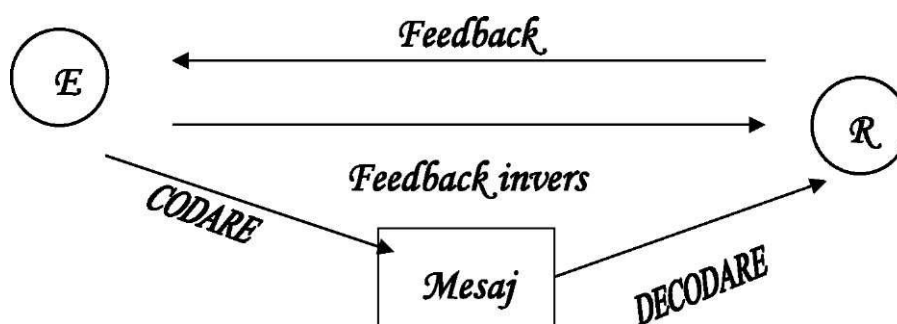 Feedback
E
R
Feedback invers
CODARE
Mesaj
DECODARE